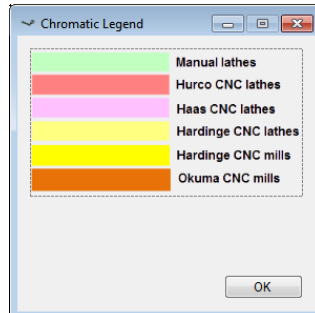 Chromatic Legend
Manual lathes
Hurco CNC lathes
Haas CNC lathes
Hardinge CNC lathes
Hardinge CNC mills
Okuma CNC mills
OK